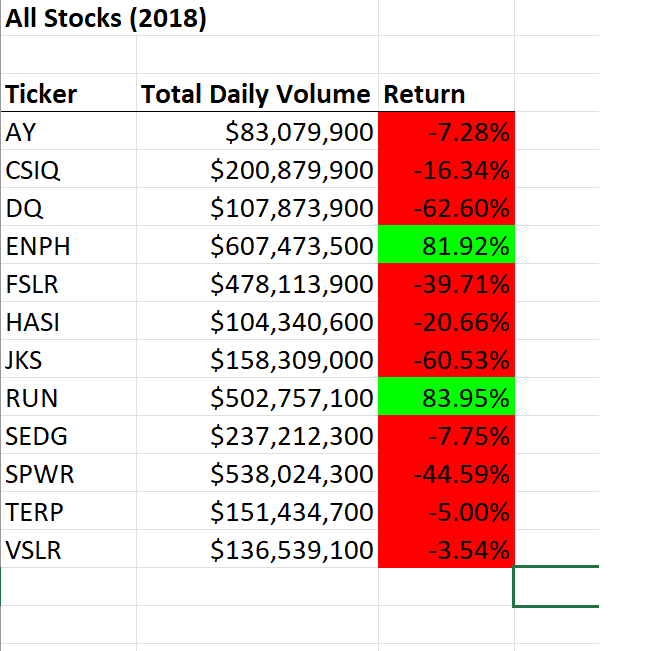 All Stocks (2018)
Ticker Total Daily Volume Return
AY $83,079,900 -7.28%
CSIQ $200,879,900 -16.34%
DQ $107,873,900 -62.60%
ENPH $607,473,500 81.92%
FSLR $478,113,900 -39.71%
HASI $104,340,600 -20.66%
JKS $158,309,000 -60.53%
RUN $502,757,100 83.95%
SEDG $237,212,300 -7.75%
SPWR $538,024,300 -44.59%
TERP $151,434,700 -5.00%
VSLR $136,539,100 -3.54%